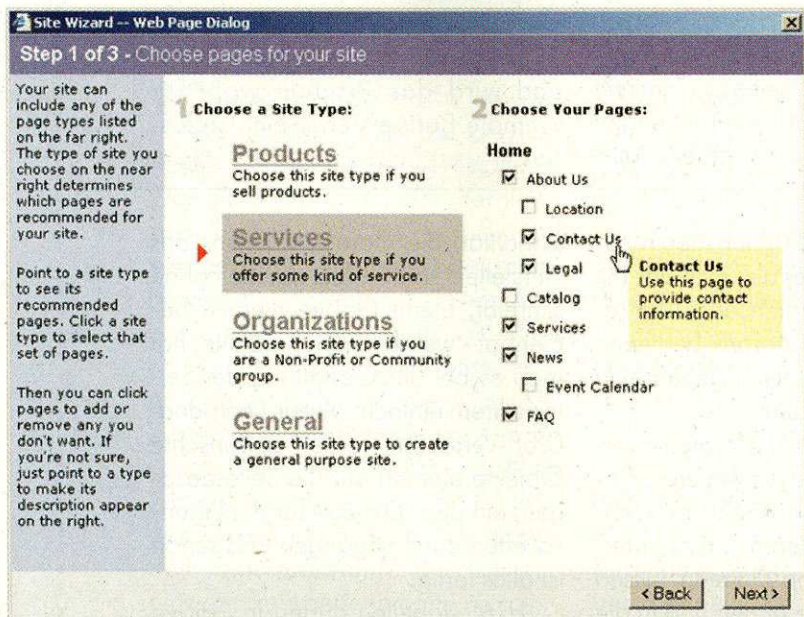 Site Wizard -- Web Page Dialog
Step 1 of 3 - Choose pages for your site
Your site can
include any of the
page types listed
on the far right.
The type of site you
choose on the near
right determines
which pages are
recommended for
your site.
Point to a site type
to see its
recommended
pages. Click a site
type to select that
set of pages.
Then you can click
pages to add or
remove any you
don't want. If
you're not sure,
just point to a type
to make its
description appear
on the right.
1 Choose a Site Type:
Products
Choose this site type if you
sell products.
Services
Choose this site type if you
offer some kind of service.
Organizations
Choose this site type if you
are a Non-Profit or Community
group.
General
Choose this site type to create
a general purpose site.
2 Choose Your Pages:
Home
About Us
Location
Contact Us
Legal
Catalog
Services
News
Event Calendar
FAQ
Contact Us
Use this page to
provide contact
information.
< Back
Next >